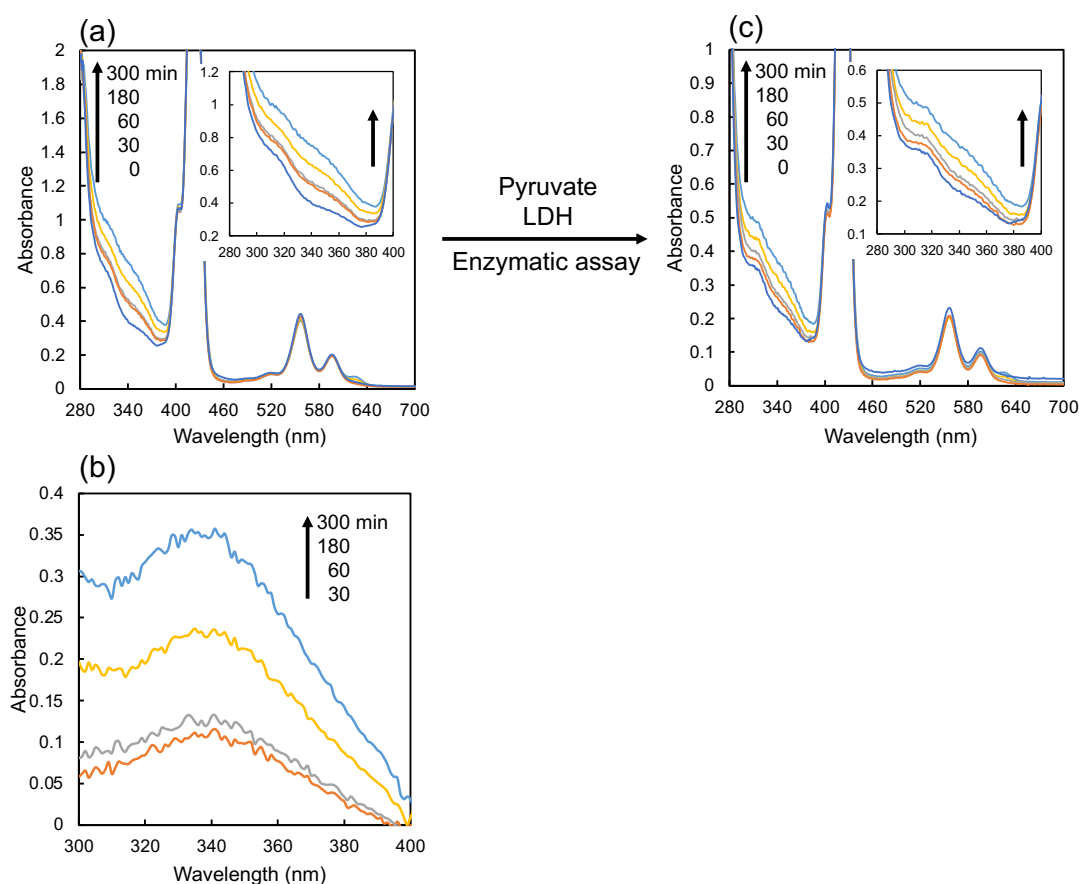 (a)
Absorbance
2
1.8
1.6
1.4
1.2
1
0.8
0.6
0.4
0.2
0
280 340 400 460 520 580 640 700
Wavelength (nm)
300 min
180
60
30
0
1.2
1
0.8
0.6
0.4
0.2
280 300 320 340 360 380 400
Pyruvate
LDH
Enzymatic assay
(c)
Absorbance
1
0.9
0.8
0.7
0.6
0.5
0.4
0.3
0.2
0.1
0
280 340 400 460 520 580 640 700
Wavelength (nm)
300 min
180
60
30
0
0.6
0.5
0.4
0.3
0.2
0.1
280 300 320 340 360 380 400
(b)
Absorbance
0.4
0.35
0.3
0.25
0.2
0.15
0.1
0.05
0
300 320 340 360 380 400
Wavelength (nm)
300 min
180
60
30